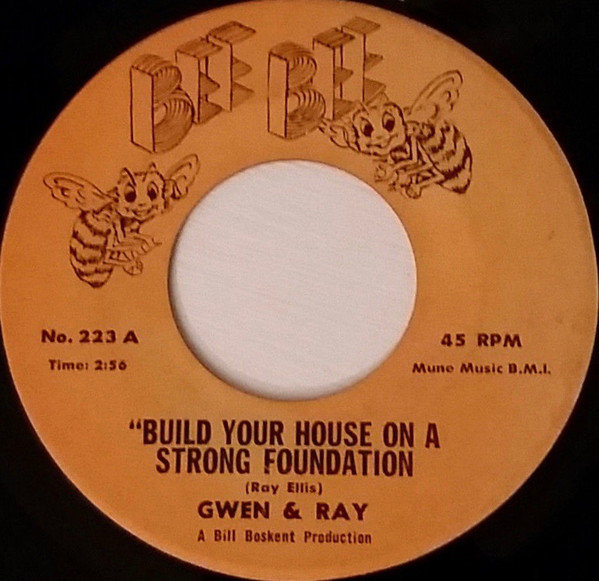 BEE BEE
No. 223 A
Time: 2:56
45 RPM
Mune Music B.M.I.
"BUILD YOUR HOUSE ON A
STRONG FOUNDATION
(Ray Ellis)
GWEN & RAY
A Bill Boskent Production